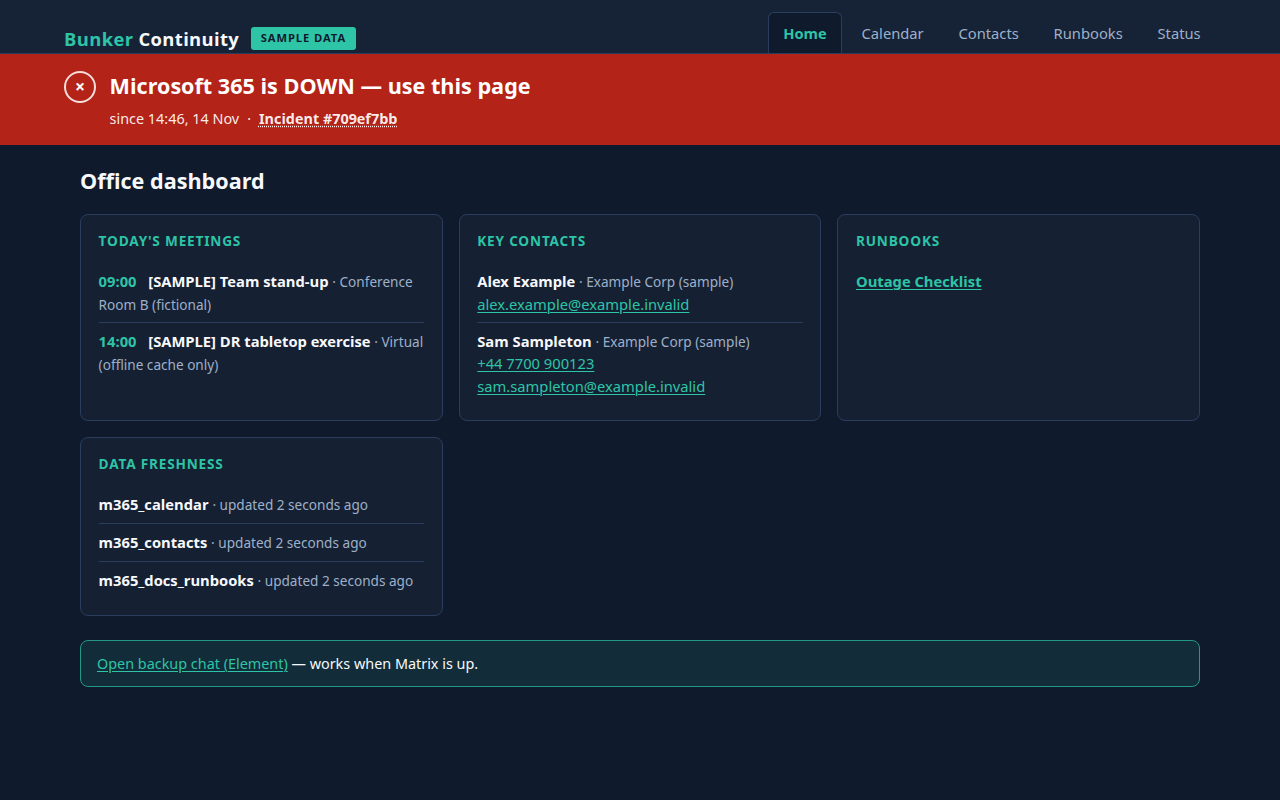 Bunker Continuity SAMPLE DATA
Home Calendar Contacts Runbooks Status
× Microsoft 365 is DOWN — use this page
since 14:46, 14 Nov · Incident #709ef7bb
Office dashboard
TODAY'S MEETINGS
09:00 [SAMPLE] Team stand-up · Conference
Room B (fictional)
14:00 [SAMPLE] DR tabletop exercise · Virtual
(offline cache only)
KEY CONTACTS
Alex Example · Example Corp (sample)
alex.example@example.invalid
Sam Sampleton · Example Corp (sample)
+44 7700 900123
sam.sampleton@example.invalid
RUNBOOKS
Outage Checklist
DATA FRESHNESS
m365_calendar · updated 2 seconds ago
m365_contacts · updated 2 seconds ago
m365_docs_runbooks · updated 2 seconds ago
Open backup chat (Element) — works when Matrix is up.